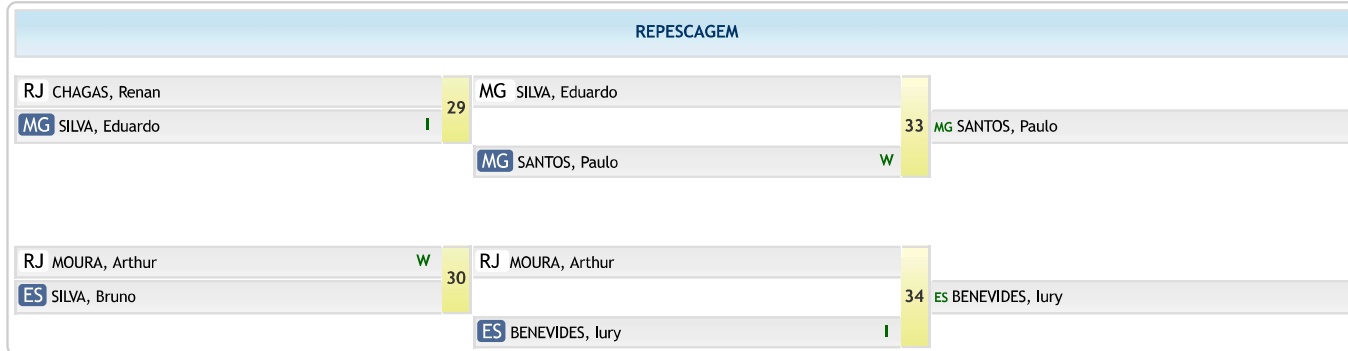 REPESCAGEM
RJ CHAGAS, Renan
MG SILVA, Eduardo I
29
MG SILVA, Eduardo
MG SANTOS, Paulo W
33
MG SANTOS, Paulo
RJ MOURA, Arthur W
ES SILVA, Bruno
30
RJ MOURA, Arthur
ES BENEVIDES, Iury I
34
ES BENEVIDES, Iury